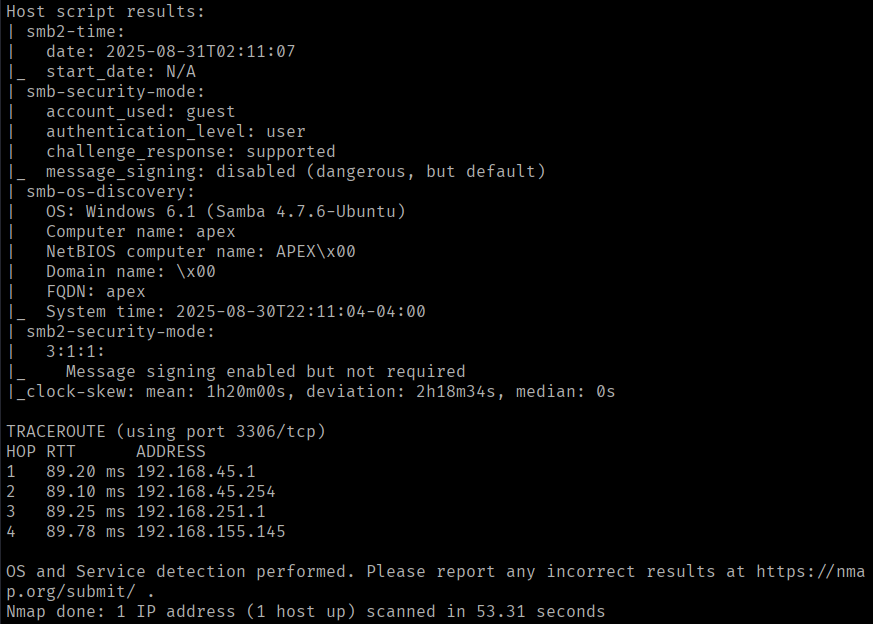 Host script results:
| smb2-time:
|   date: 2025-08-31T02:11:07
|_  start_date: N/A
| smb-security-mode:
|   account_used: guest
|   authentication_level: user
|   challenge_response: supported
|_  message_signing: disabled (dangerous, but default)
| smb-os-discovery:
|   OS: Windows 6.1 (Samba 4.7.6-Ubuntu)
|   Computer name: apex
|   NetBIOS computer name: APEX\x00
|   Domain name: \x00
|   FQDN: apex
|_  System time: 2025-08-30T22:11:04-04:00
| smb2-security-mode:
|   3:1:1:
|_    Message signing enabled but not required
|_clock-skew: mean: 1h20m00s, deviation: 2h18m34s, median: 0s

TRACEROUTE (using port 3306/tcp)
HOP RTT      ADDRESS
1   89.20 ms 192.168.45.1
2   89.10 ms 192.168.45.254
3   89.25 ms 192.168.251.1
4   89.78 ms 192.168.155.145

OS and Service detection performed. Please report any incorrect results at https://nma
p.org/submit/ .
Nmap done: 1 IP address (1 host up) scanned in 53.31 seconds